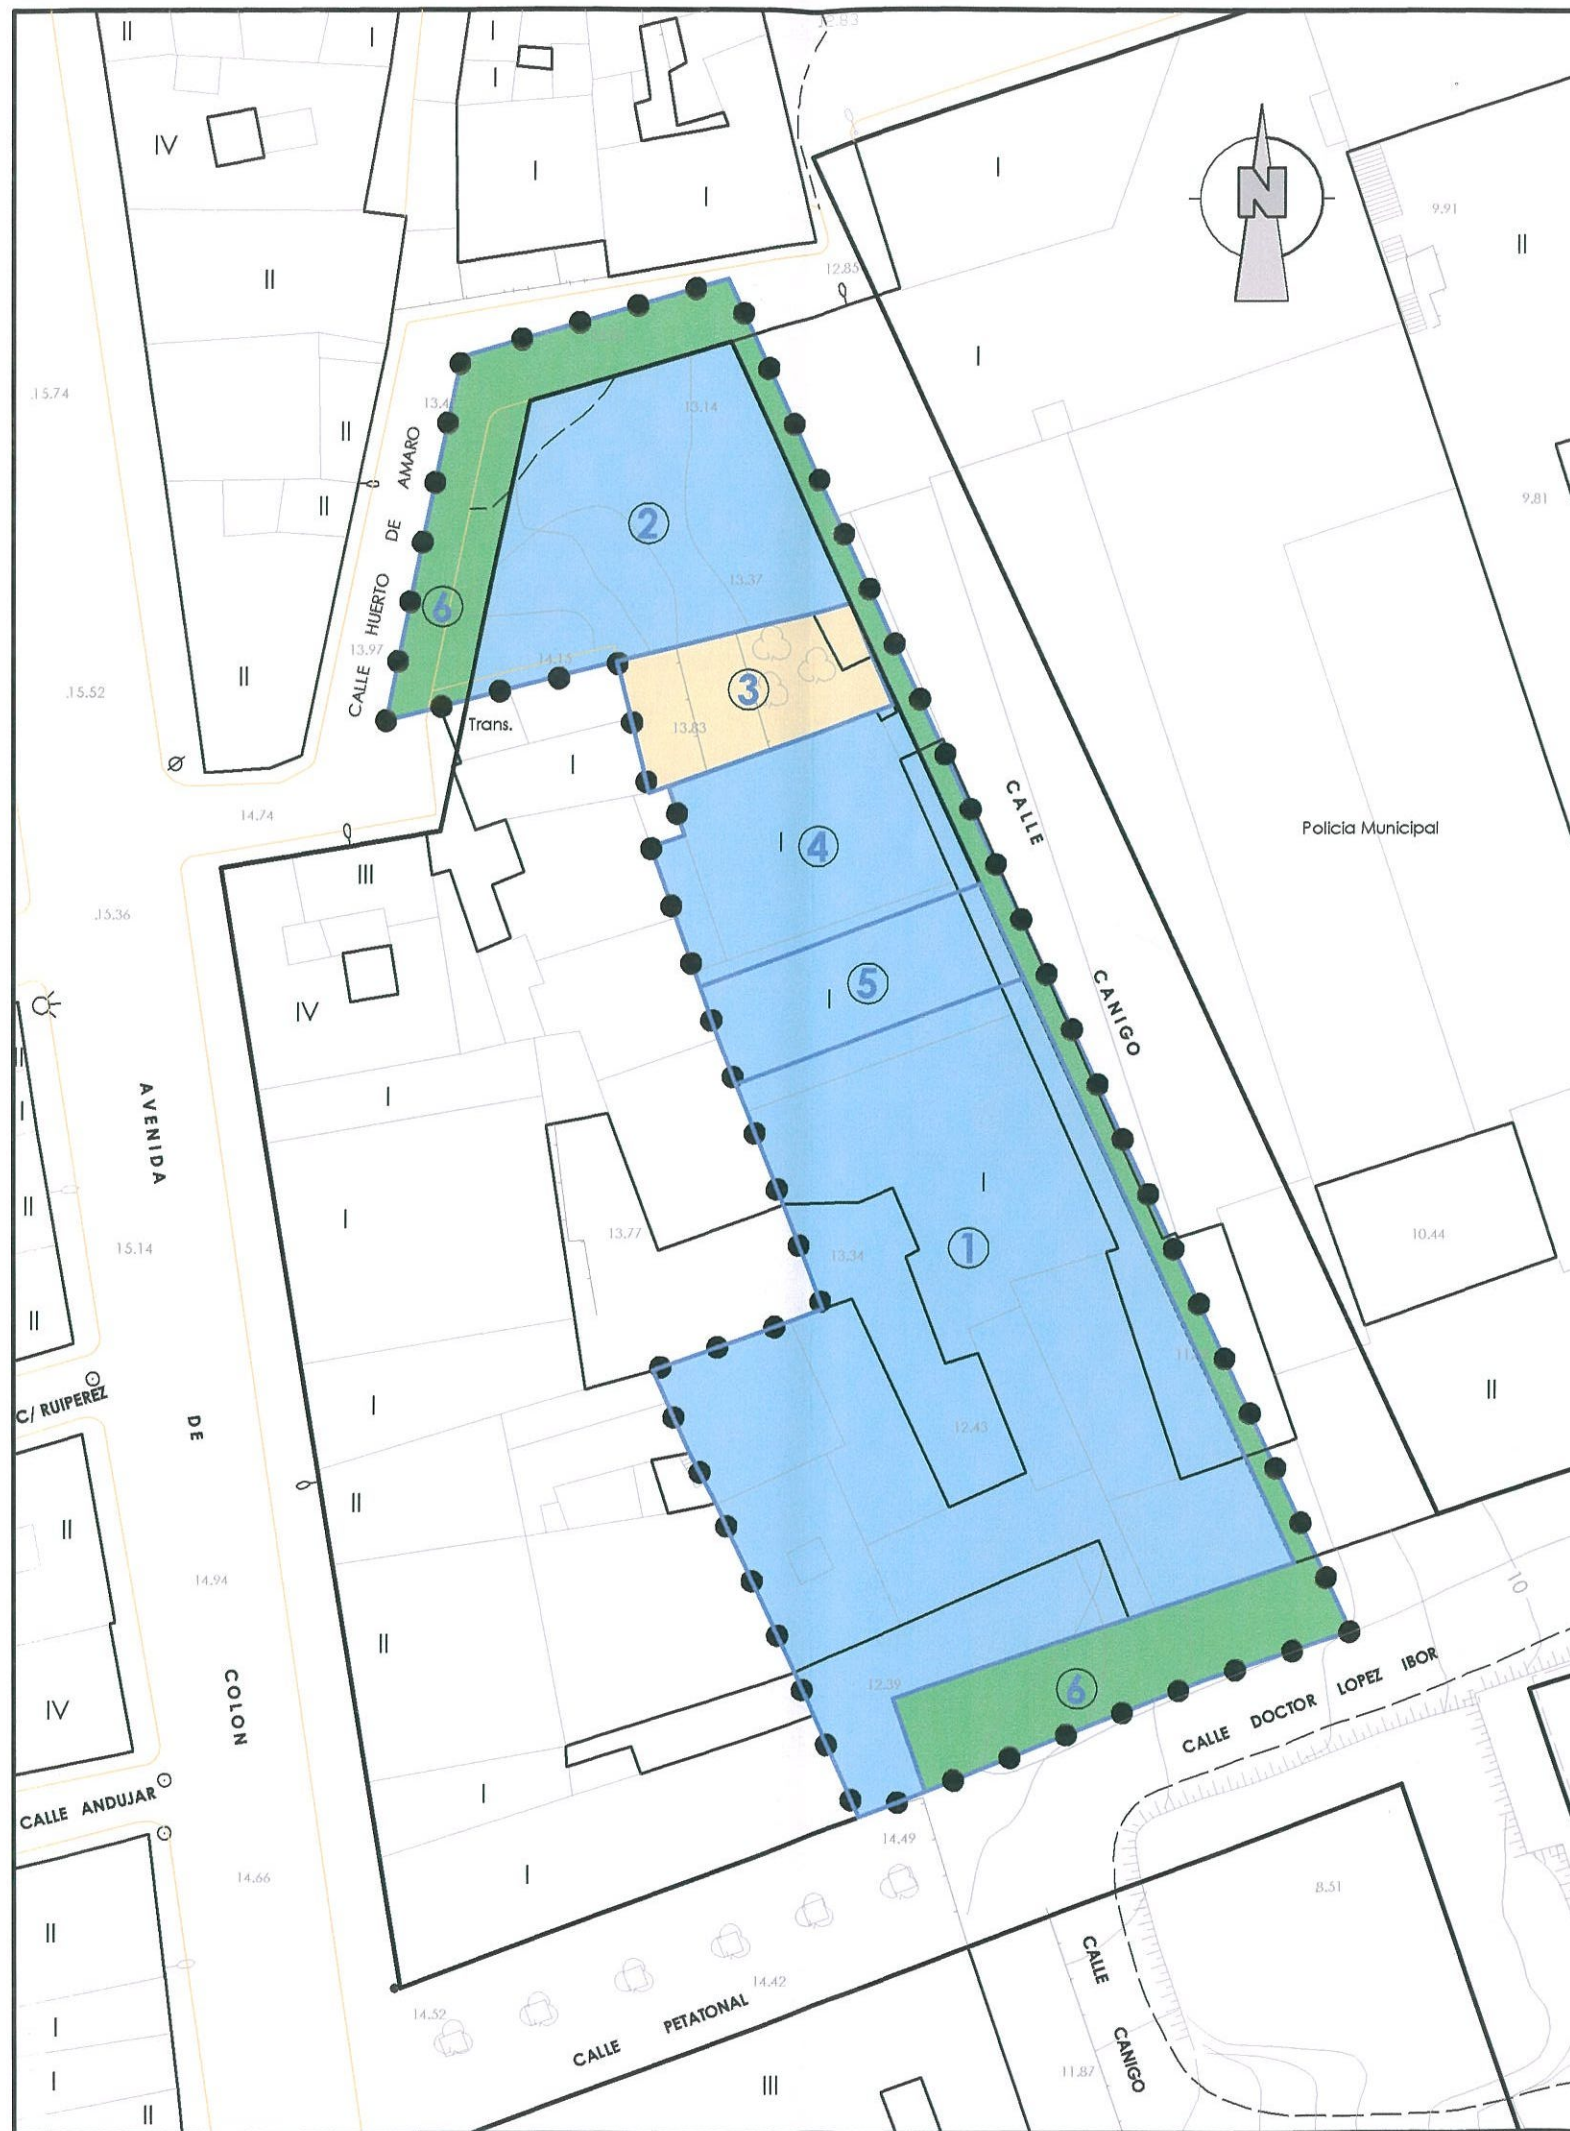 12.83
II
I
I
I
IV
I
I
I
N
9.91
II
II
12.85
I
15.74
13.14
II
AMARO
DE
HUERTO
CALLE
II
9.81
2
13.37
6
13.97
14.15
3
II
15.52
Trans.
13.83
I
14.74
CALLE
CANIGO
Policia Municipal
I
4
III
15.36
5
I
IV
II
I
AVENIDA
DE
COLON
I
I
II
I
13.77
13.34
1
10.44
15.14
II
I
II
C/ RUIPEREZ
12.43
II
II
II
14.94
10
II
IV
12.39
6
CALLE DOCTOR LOPEZ IBOR
CALLE ANDUJAR
I
14.49
I
14.66
8.51
II
CALLE
CANIGO
14.42
14.52
CALLE PETATONAL
I
11.87
I
III
II